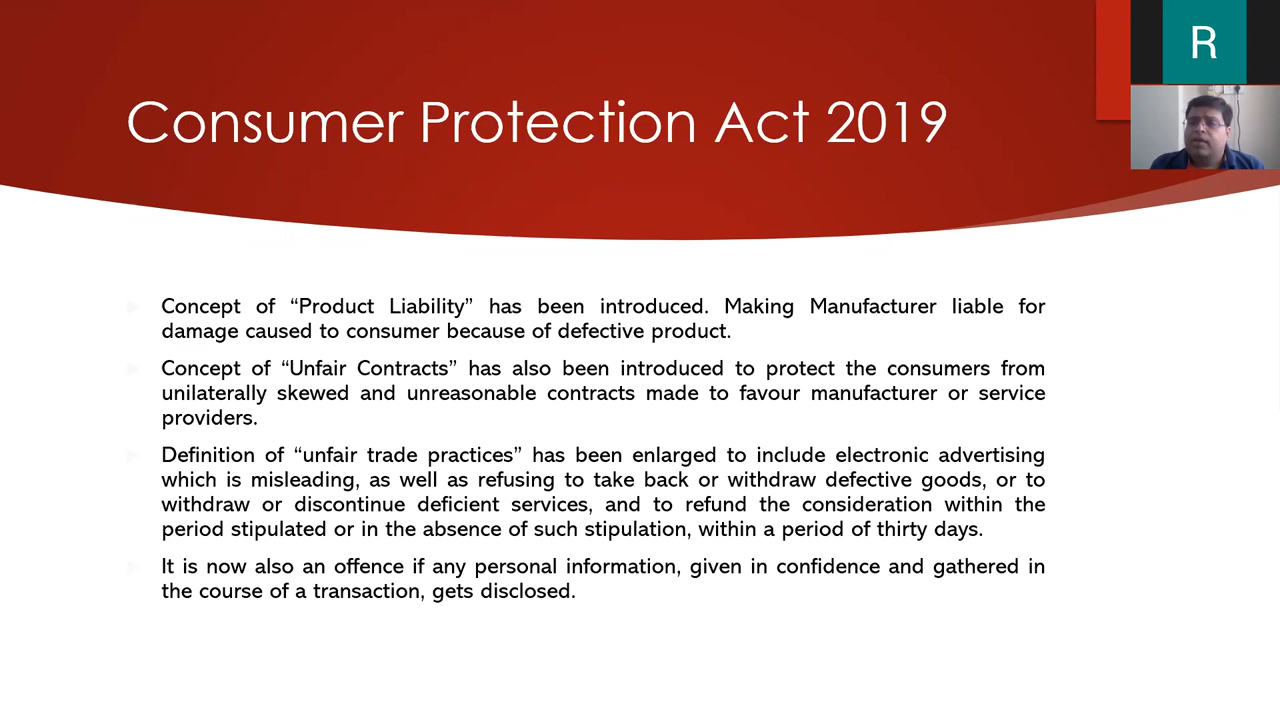 Consumer Protection Act 2019
R
Concept of “Product Liability” has been introduced. Making Manufacturer liable for
damage caused to consumer because of defective product.
Concept of “Unfair Contracts” has also been introduced to protect the consumers from
unilaterally skewed and unreasonable contracts made to favour manufacturer or service
providers.
Definition of “unfair trade practices” has been enlarged to include electronic advertising
which is misleading, as well as refusing to take back or withdraw defective goods, or to
withdraw or discontinue deficient services, and to refund the consideration within the
period stipulated or in the absence of such stipulation, within a period of thirty days.
It is now also an offence if any personal information, given in confidence and gathered in
the course of a transaction, gets disclosed.